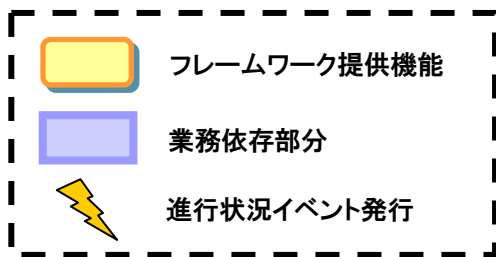 フレームワーク提供機能
業務依存部分
進行状況イベント発行